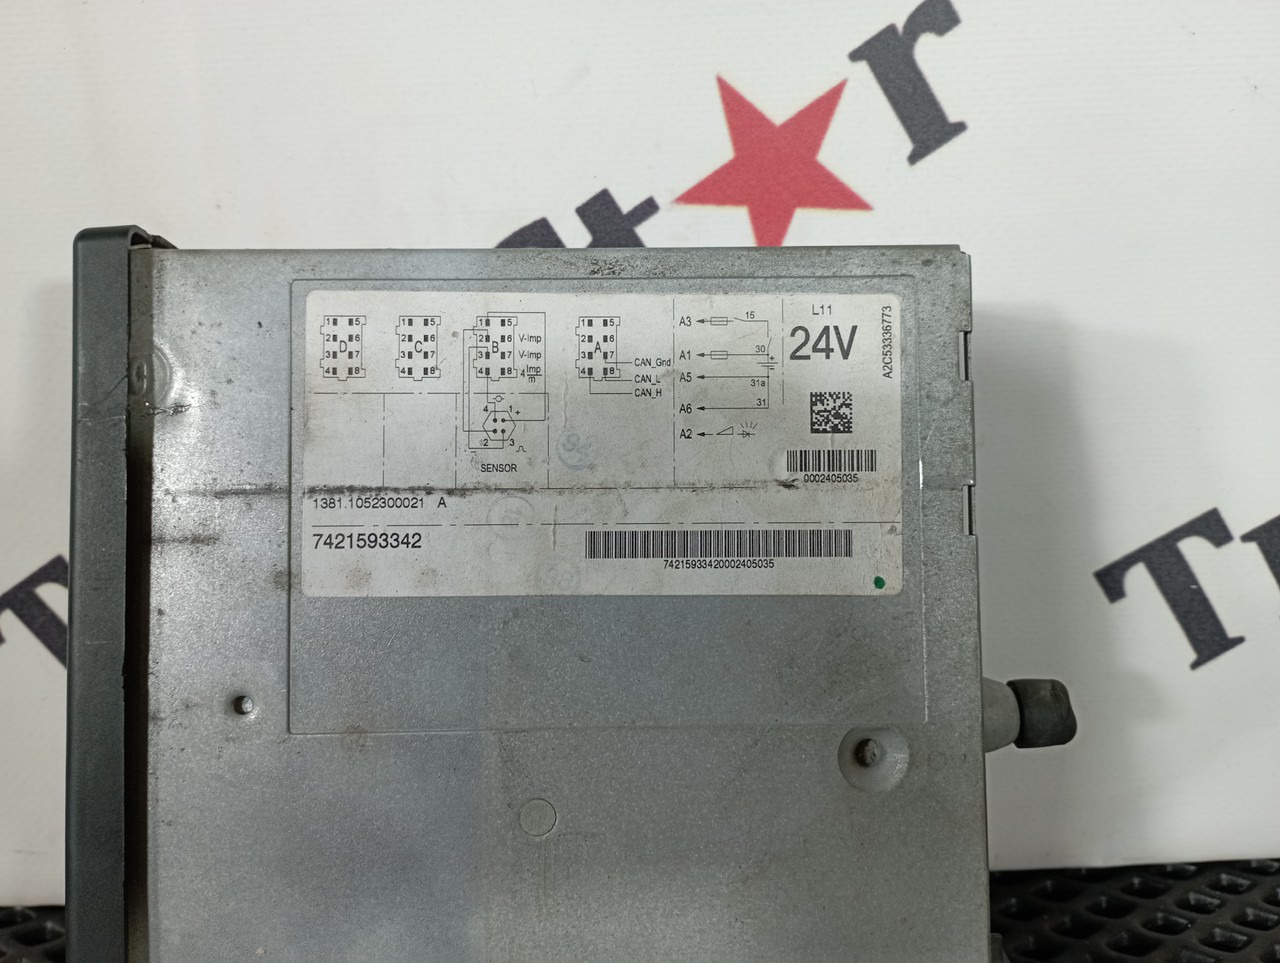 r
1 5
2 6
3 7
4 8
D
1 5
2 6
3 7
4 8
C
1 5
2 6
3 7
4 8
B
V-Imp
V-Imp
4 Imp
m
1 5
2 6
3 7
4 8
A
CAN_Gnd
CAN_L
CAN_H
4 1 +
2 3
SENSOR
A3 15
A1 30
A5 31a
A6 31
A2
L11
24V
A2C53336773
0002405035
1381.1052300021 A
7421593342
74215933420002405035
T
T